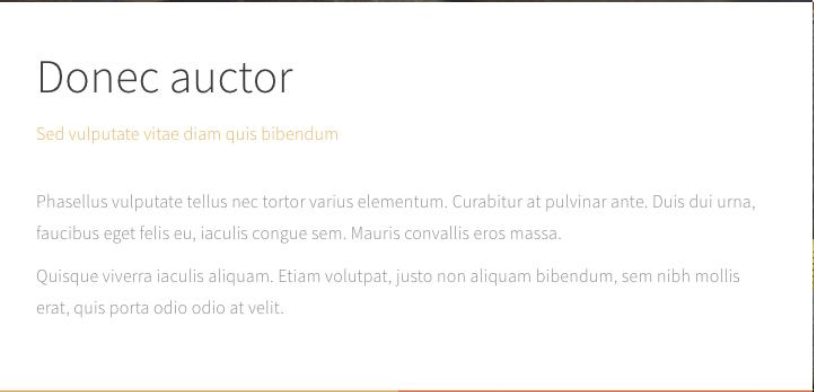 Donec auctor
Sed vulputate vitae diam quis bibendum
Phasellus vulputate tellus nec tortor varius elementum. Curabitur at pulvinar ante. Duis dui urna,
faucibus eget felis eu, iaculis congue sem. Mauris convallis eros massa.
Quisque viverra iaculis aliquam. Etiam volutpat, justo non aliquam bibendum, sem nibh mollis
erat, quis porta odio odio at velit.